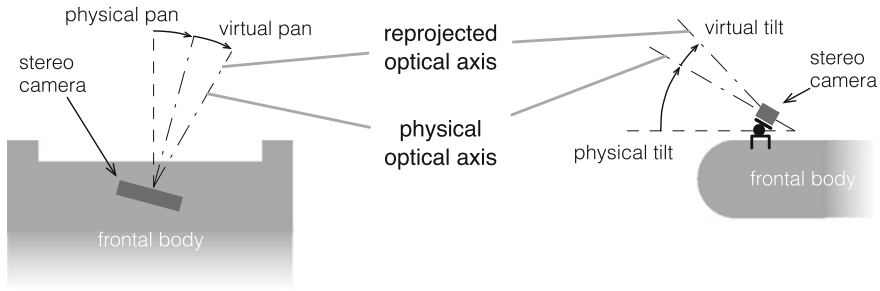 physical pan
virtual pan
stereo
camera
frontal body
reprojected
optical axis
physical
optical axis
virtual tilt
stereo
camera
physical tilt
frontal body